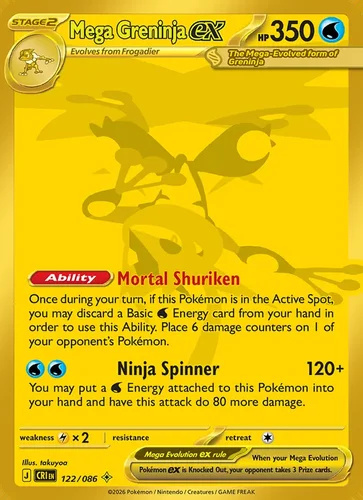 STAGE2 Mega Greninja ex HP350
Evolves from Frogadier
The Mega-Evolved form of
Greninja
Ability Mortal Shuriken
Once during your turn, if this Pokémon is in the Active Spot,
you may discard a Basic Energy card from your hand in
order to use this Ability. Place 6 damage counters on 1 of
your opponent's Pokémon.
Ninja Spinner 120+
You may put a Energy attached to this Pokémon into
your hand and have this attack do 80 more damage.
weakness ×2 resistance retreat
Illus. takuyoa
Mega Evolution ex rule
When your Mega Evolution
Pokémon ex is Knocked Out, your opponent takes 3 Prize cards.
J CRI EN 122/086
©2026 Pokémon / Nintendo / Creatures / GAME FREAK